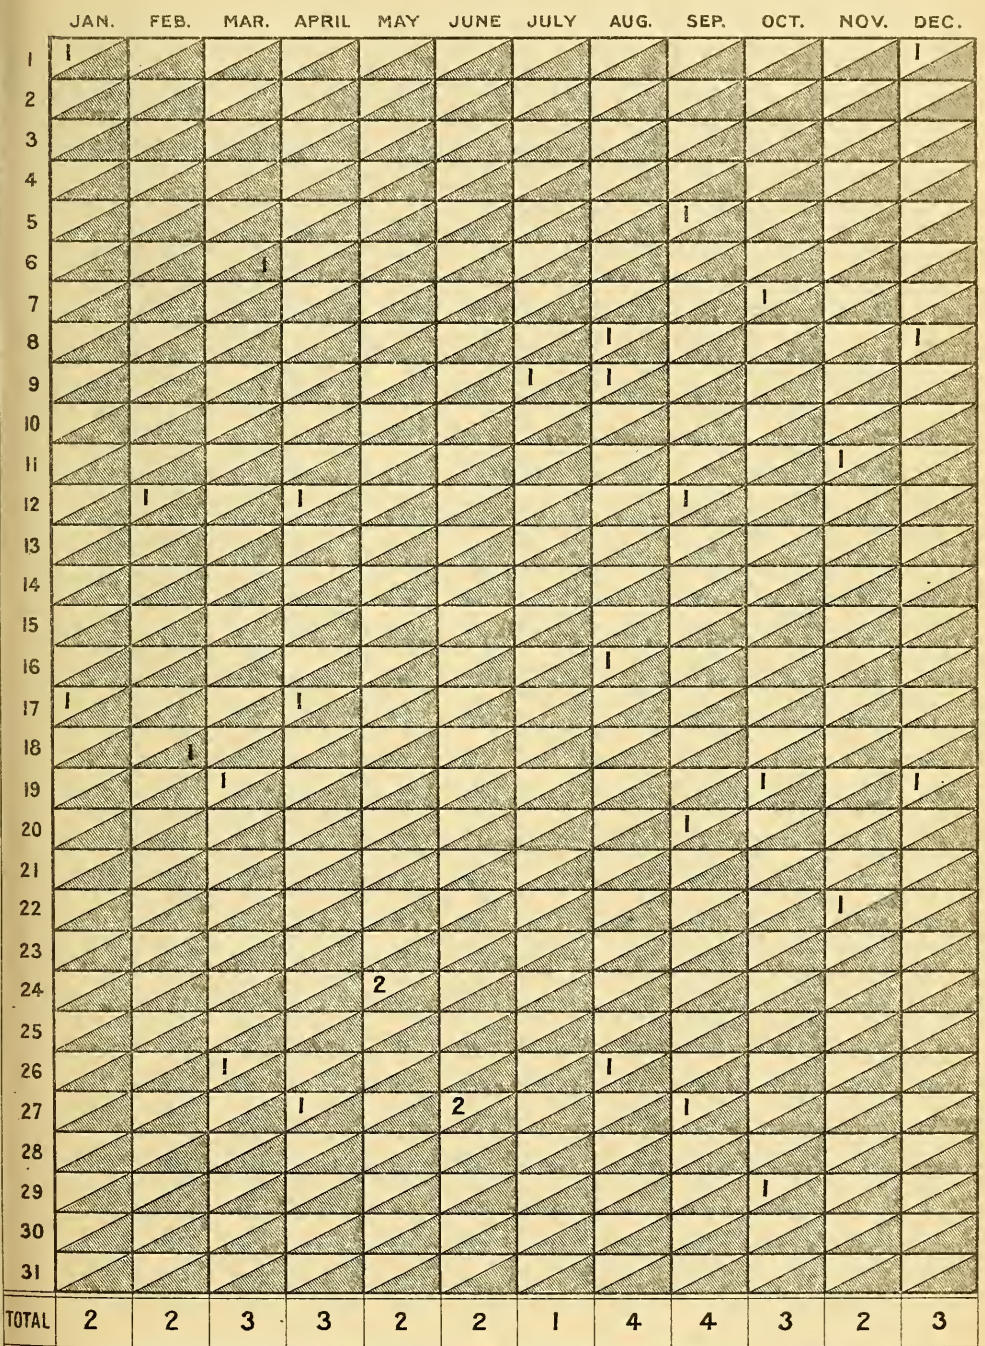 JAN. FEB. MAR. APRIL MAY JUNE JULY AUG. SEP. OCT. NOV. DEC.
1 1 1
2
3
4
5 1
6 1
7 1
8 1 1
9 1 1
10
11 1
12 1 1 1
13
14
15
16 1
17 1 1
18 1
19 1 1 1
20 1
21
22 1
23
24 2
25
26 1 1
27 1 2 1
28
29 1
30
31
TOTAL 2 2 3 3 2 2 1 4 4 3 2 3